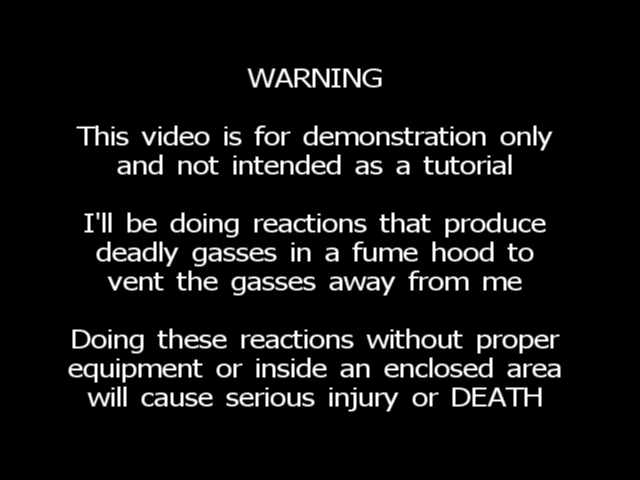 WARNING
This video is for demonstration only
and not intended as a tutorial
I'll be doing reactions that produce
deadly gasses in a fume hood to
vent the gasses away from me
Doing these reactions without proper
equipment or inside an enclosed area
will cause serious injury or DEATH